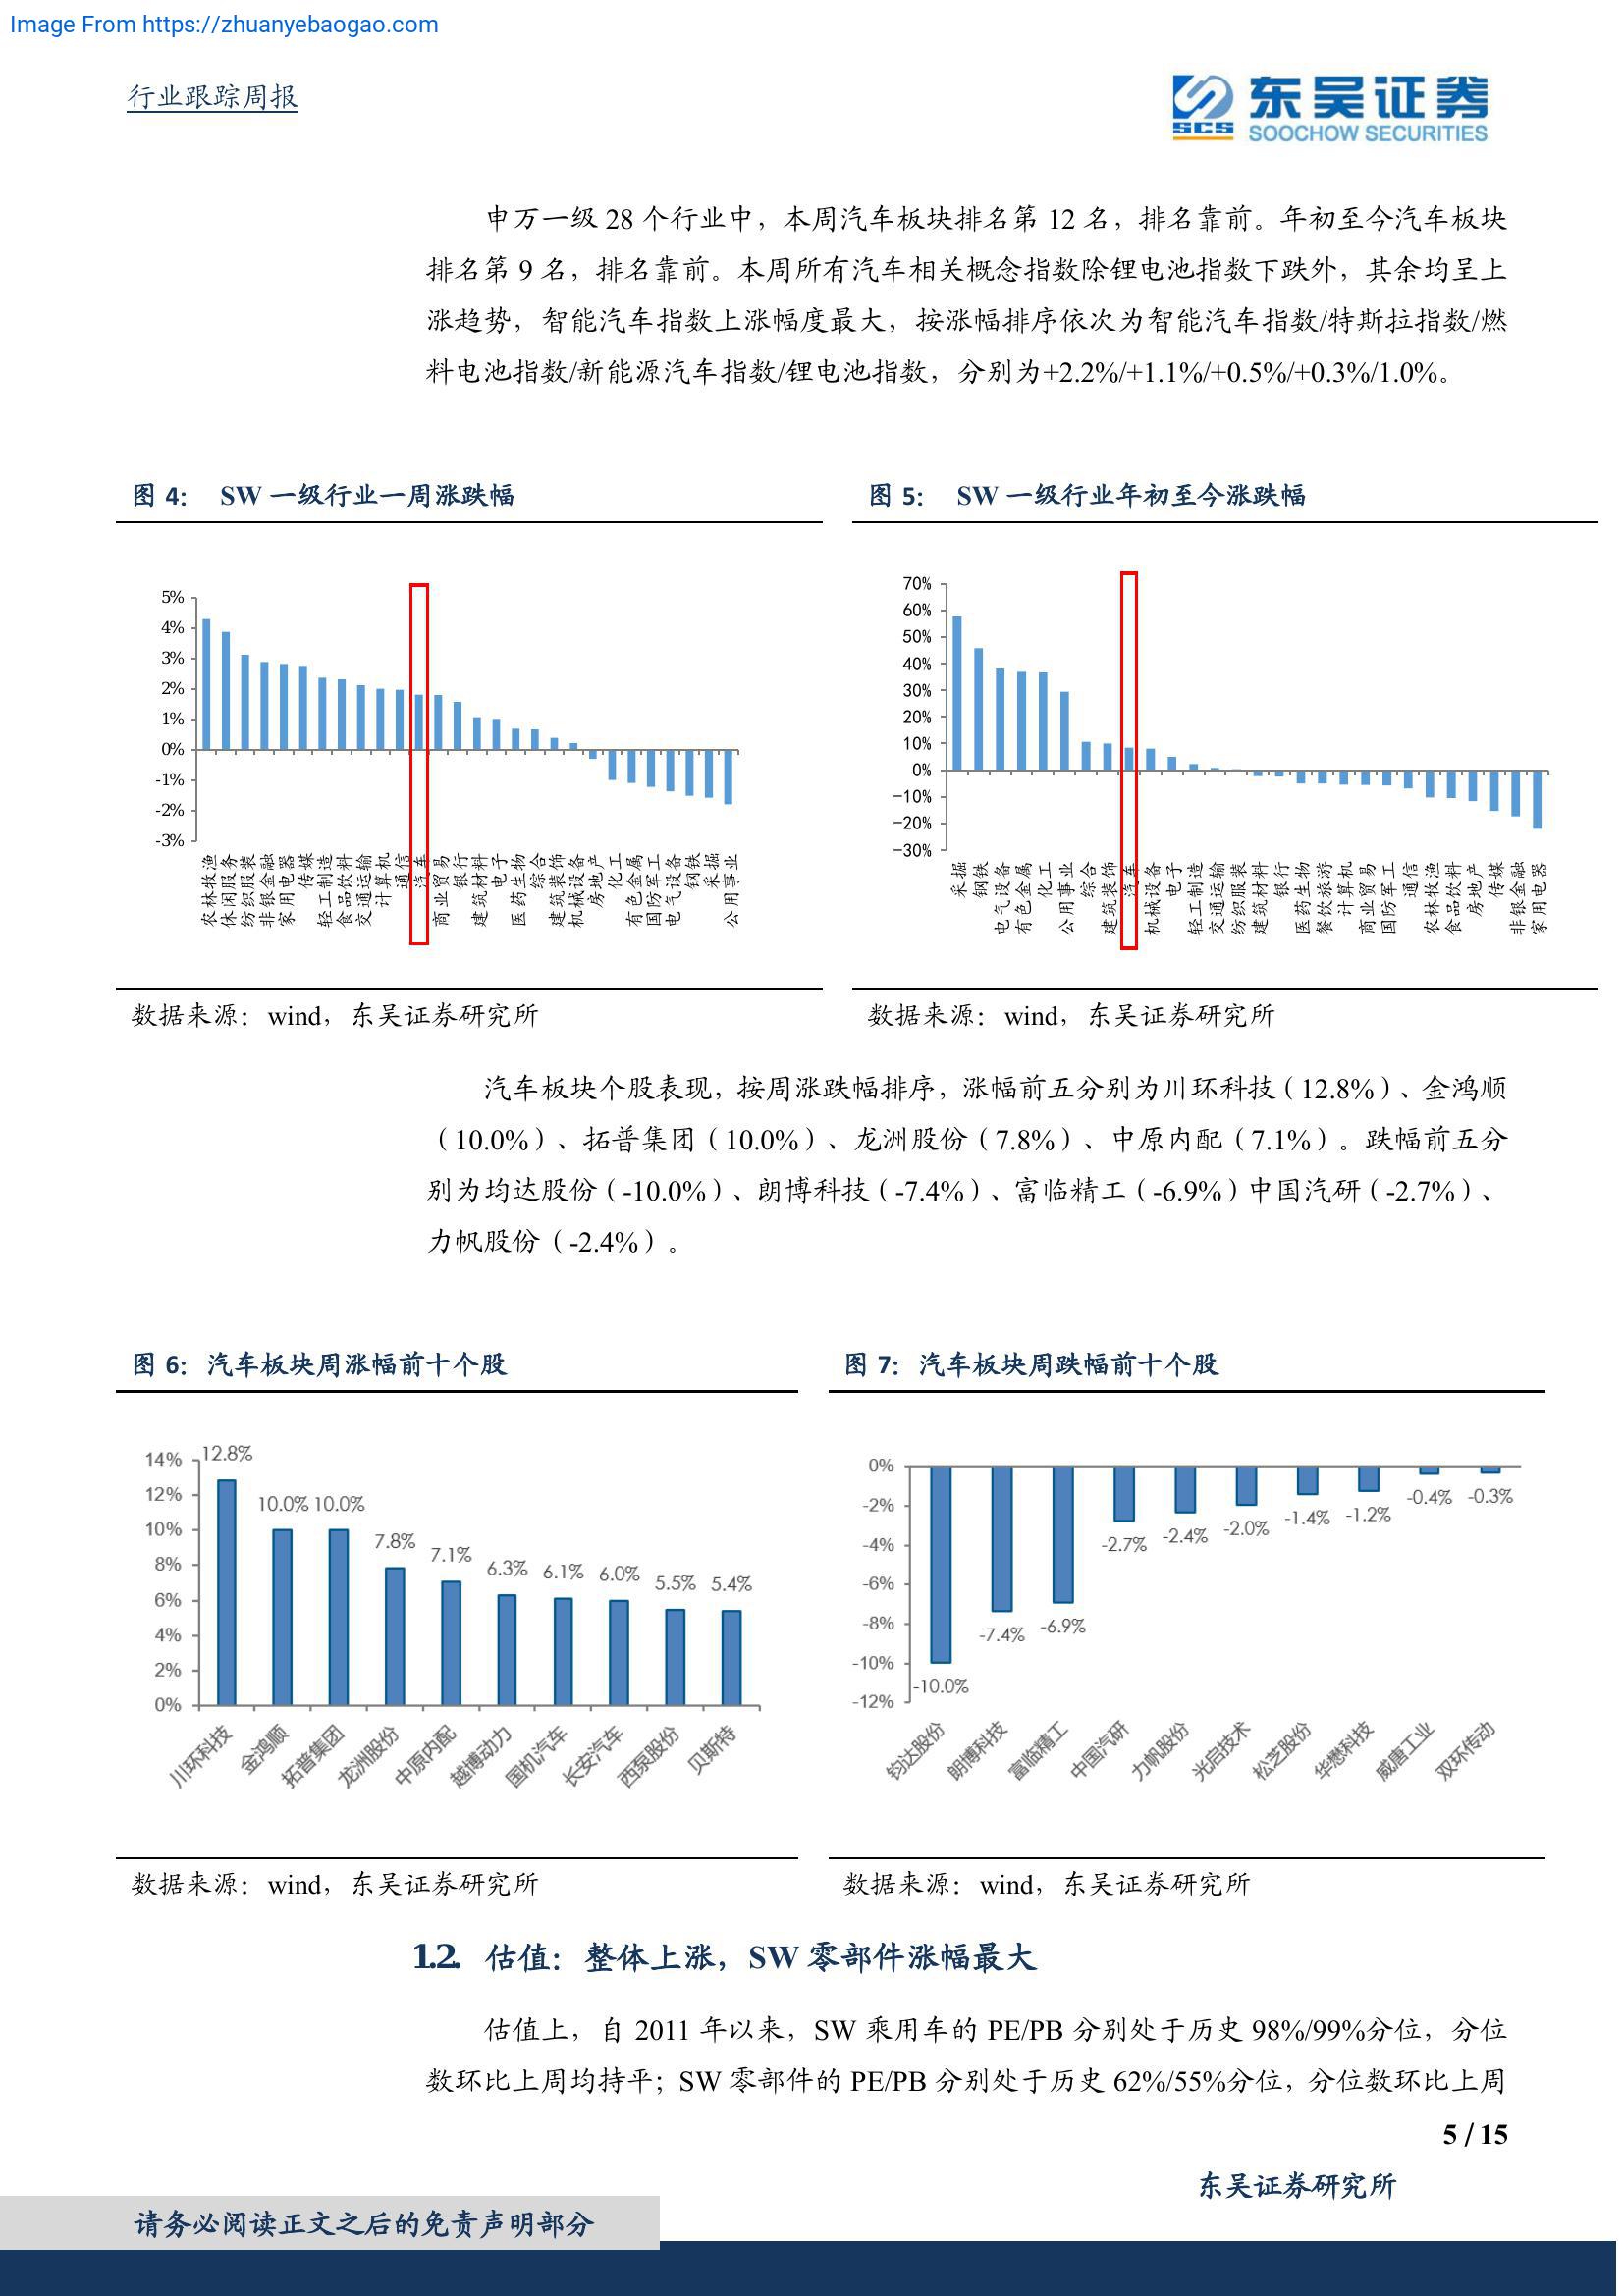 Image From https://zhuanyebaogao.com
行业跟踪周报
东吴证券
SCS
SOOCHOW SECURITIES
申万一级 28 个行业中，本周汽车板块排名第 12 名，排名靠前。年初至今汽车板块
排名第 9 名，排名靠前。本周所有汽车相关概念指数除锂电池指数下跌外，其余均呈上
涨趋势，智能汽车指数上涨幅度最大，按涨幅排序依次为智能汽车指数/特斯拉指数/燃
料电池指数/新能源汽车指数/锂电池指数，分别为+2.2%/+1.1%/+0.5%/+0.3%/1.0%。
图 4： SW 一级行业一周涨跌幅
5%
4%
3%
2%
1%
0%
-1%
-2%
-3%
农林牧渔
休闲服务
纺织服装
非银金融
家用电器
传媒
轻工制造
食品饮料
交通运输
计算机
通信
汽车
商业贸易
银行
建筑材料
电子
医药生物
综合
建筑装饰
机械设备
房地产
化工
有色金属
国防军工
电气设备
钢铁
采掘
公用事业
数据来源：wind，东吴证券研究所
图 5： SW 一级行业年初至今涨跌幅
70%
60%
50%
40%
30%
20%
10%
0%
-10%
-20%
-30%
采掘
钢铁
电气设备
有色金属
化工
公用事业
综合
建筑装饰
汽车
机械设备
电子
轻工制造
交通运输
纺织服装
建筑材料
银行
医药生物
餐饮旅游
计算机
商业贸易
国防军工
通信
农林牧渔
食品饮料
房地产
传媒
非银金融
家用电器
数据来源：wind，东吴证券研究所
汽车板块个股表现，按周涨跌幅排序，涨幅前五分别为川环科技（12.8%）、金鸿顺
（10.0%）、拓普集团（10.0%）、龙洲股份（7.8%）、中原内配（7.1%）。跌幅前五分
别为均达股份（-10.0%）、朗博科技（-7.4%）、富临精工（-6.9%）中国汽研（-2.7%）、
力帆股份（-2.4%）。
图 6：汽车板块周涨幅前十个股
14%
12%
10%
8%
6%
4%
2%
0%
12.8%
10.0%
10.0%
7.8%
7.1%
6.3%
6.1%
6.0%
5.5%
5.4%
川环科技
金鸿顺
拓普集团
龙洲股份
中原内配
越博动力
国机汽车
长安汽车
西泵股份
贝斯特
数据来源：wind，东吴证券研究所
图 7：汽车板块周跌幅前十个股
0%
-2%
-4%
-6%
-8%
-10%
-12%
-10.0%
-7.4%
-6.9%
-2.7%
-2.4%
-2.0%
-1.4%
-1.2%
-0.4%
-0.3%
钧达股份
朗博科技
富临精工
中国汽研
力帆股份
光启技术
松芝股份
华懋科技
威唐工业
双环传动
数据来源：wind，东吴证券研究所
1.2. 估值：整体上涨，SW 零部件涨幅最大
估值上，自 2011 年以来，SW 乘用车的 PE/PB 分别处于历史 98%/99%分位，分位
数环比上周均持平；SW 零部件的 PE/PB 分别处于历史 62%/55%分位，分位数环比上周
5 / 15
东吴证券研究所
请务必阅读正文之后的免责声明部分